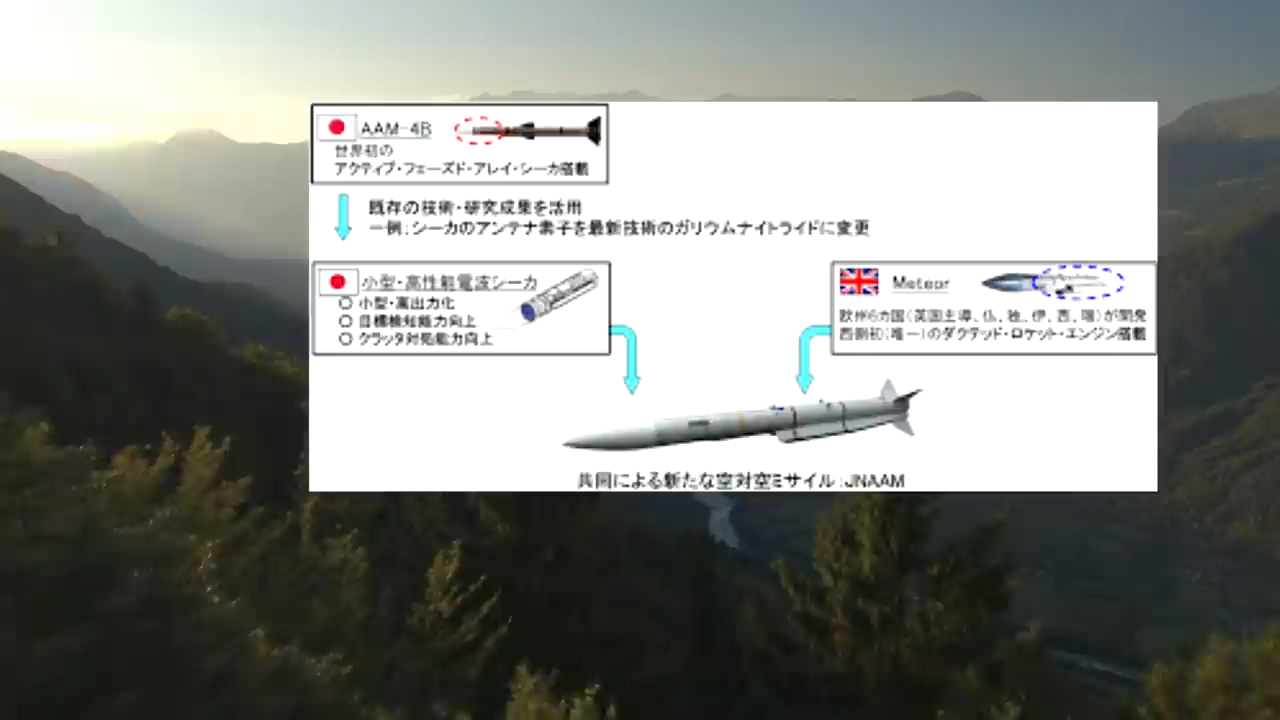 AAM-4B
世界初の
アクティブ・フェーズド・アレイ・シーカ搭載
既存の技術・研究成果を活用
一例：シーカのアンテナ素子を最新技術のガリウムナイトライドに変更
小型・高性能電波シーカ
○ 小型・高出力化
○ 目標検知能力向上
○ クラッタ対処能力向上
Meteor
欧州6カ国(英国主導、仏、独、伊、西、瑞)が開発
西側初(唯一)のダクテッド・ロケット・エンジン搭載
共同による新たな空対空ミサイル：JNAAM